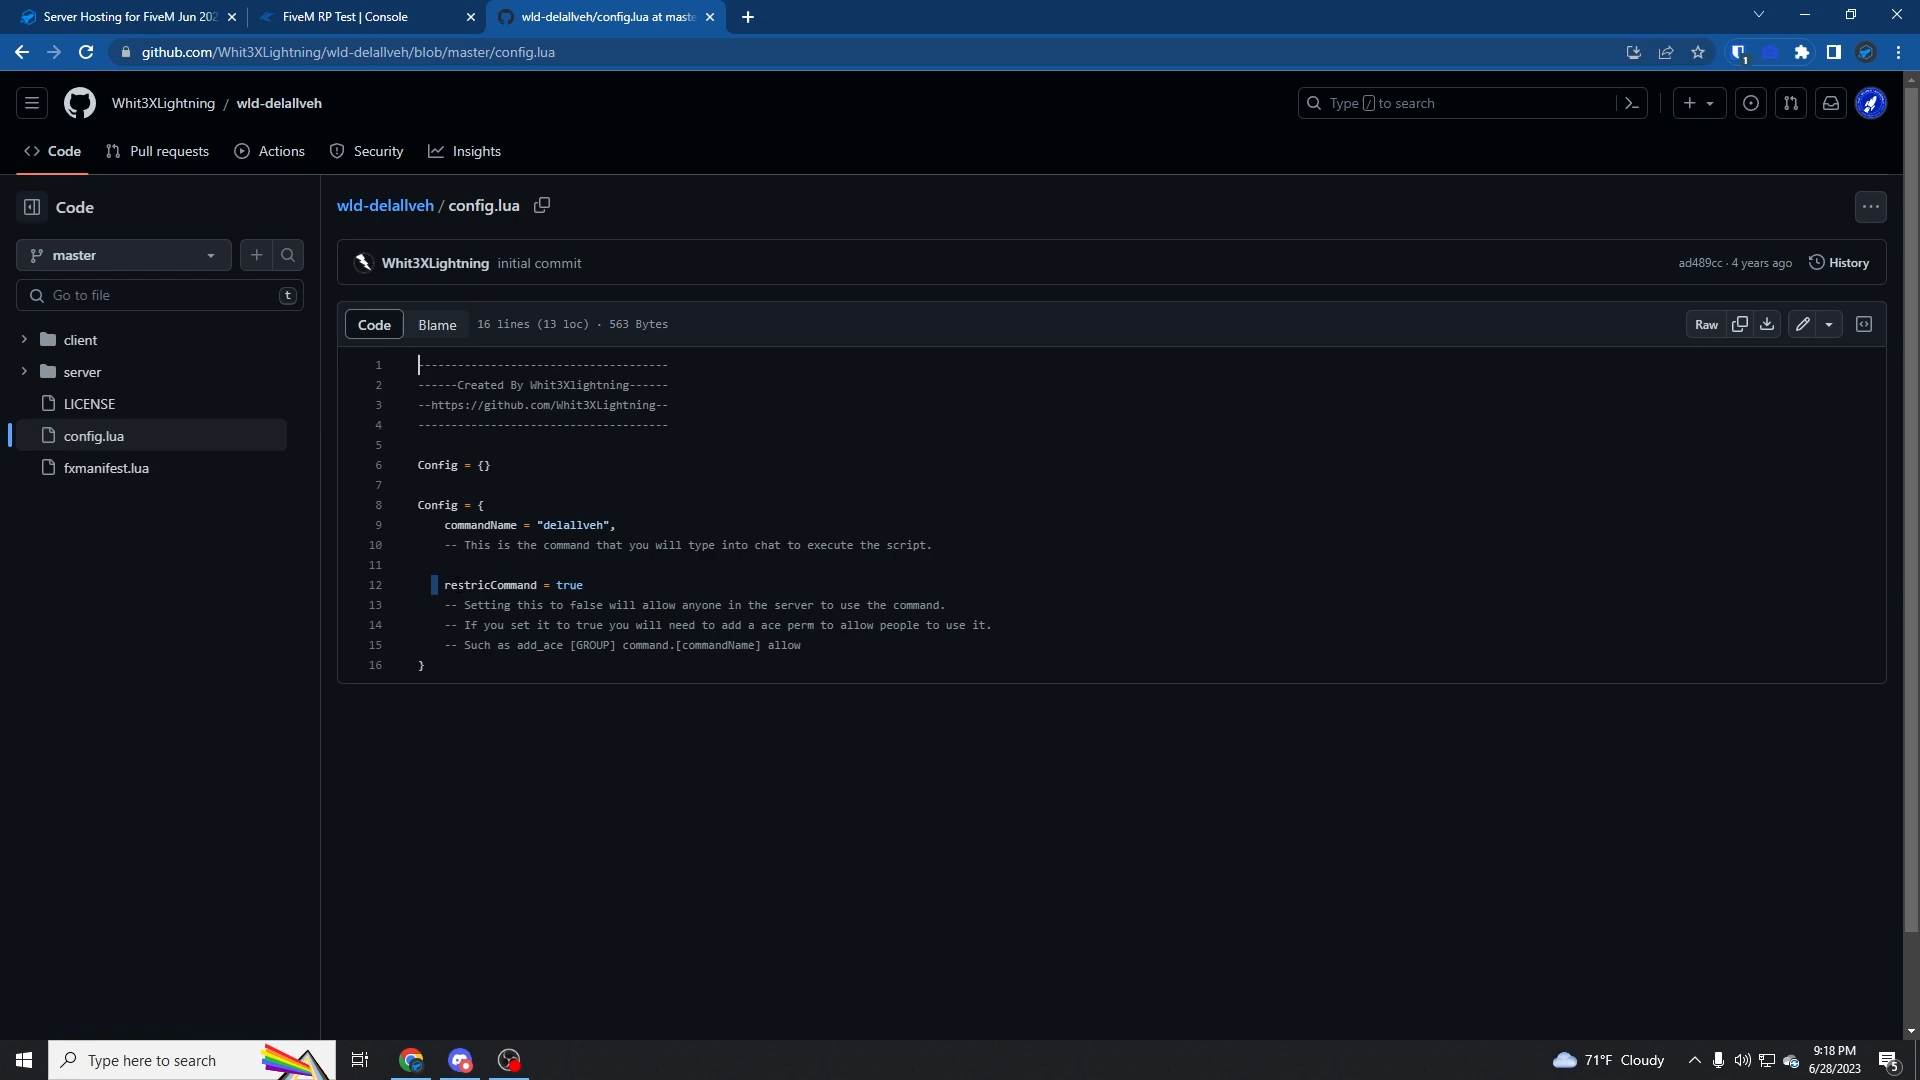 Server Hosting for FiveM Jun 202
FiveM RP Test | Console
wld-delallveh/config.lua at maste
github.com/Whit3XLightning/wld-delallveh/blob/master/config.lua
1
Whit3XLightning / wld-delallveh
Type / to search
Code
Pull requests
Actions
Security
Insights
Code
master
Go to file
t
client
server
LICENSE
config.lua
fxmanifest.lua
wld-delallveh / config.lua
Whit3XLightning initial commit
ad489cc · 4 years ago
History
Code
Blame
16 lines (13 loc) · 563 Bytes
Raw
1 --------------------------------------
2 ------Created By Whit3Xlightning------
3 --https://github.com/Whit3XLightning--
4 --------------------------------------
5
6 Config = {}
7
8 Config = {
9 commandName = "delallveh",
10 -- This is the command that you will type into chat to execute the script.
11
12 restricCommand = true
13 -- Setting this to false will allow anyone in the server to use the command.
14 -- If you set it to true you will need to add a ace perm to allow people to use it.
15 -- Such as add_ace [GROUP] command.[commandName] allow
16 }
Type here to search
71°F Cloudy
9:18 PM
6/28/2023
5